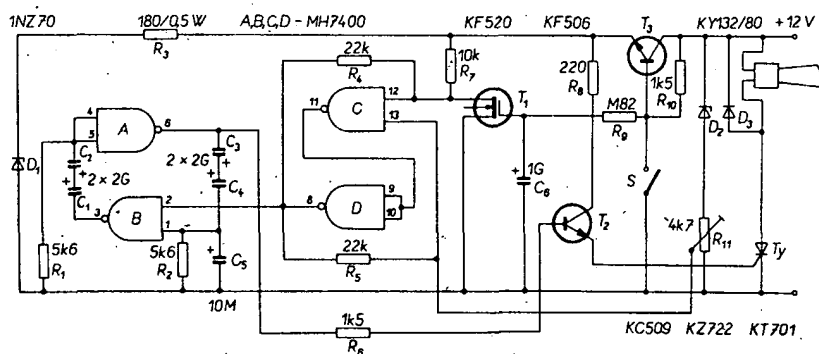 1NZ70 180/0,5 W A,B,C,D - MH7400 KF520 KF506 T3 KY132/80 +12 V
R3
22k
R4
10k
R7
220
R8
1k5
R10
4
5
A
6
11
C
12
13
T1
M82
R9
D2
D3
C2
C3
D1
2 × 2G
2 × 2G
C4
C1
3
B
2
1
8
D
9
10
1G
C6
S
T2
4k7
R11
Ty
5k6
R1
5k6
R2
C5
22k
R5
10M
1k5
R6
KC509 KZ722 KT701